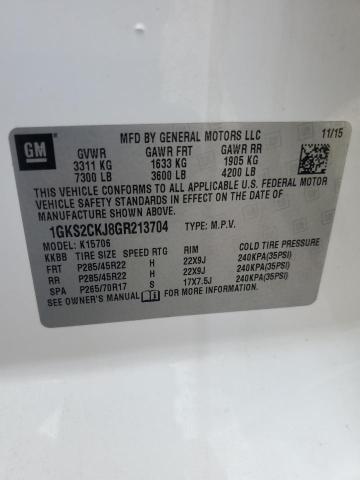 GM
MFD BY GENERAL MOTORS LLC 11/15
GVWR GAWR FRT GAWR RR
3311 KG 1633 KG 1905 KG
7300 LB 3600 LB 4200 LB
THIS VEHICLE CONFORMS TO ALL APPLICABLE U.S. FEDERAL MOTOR
VEHICLE SAFETY STANDARDS IN EFFECT ON THE DATE OF
MANUFACTURE SHOWN ABOVE.
1GKS2CKJ8GR213704 TYPE: M.P.V.
MODEL: K15706
KKBB TIRE SIZE SPEED RTG RIM COLD TIRE PRESSURE
FRT P285/45R22 H 22X9J 240KPA(35PSI)
RR P285/45R22 H 22X9J 240KPA(35PSI)
SPA P265/70R17 S 17X7.5J 240KPA(35PSI)
SEE OWNER'S MANUAL FOR MORE INFORMATION.